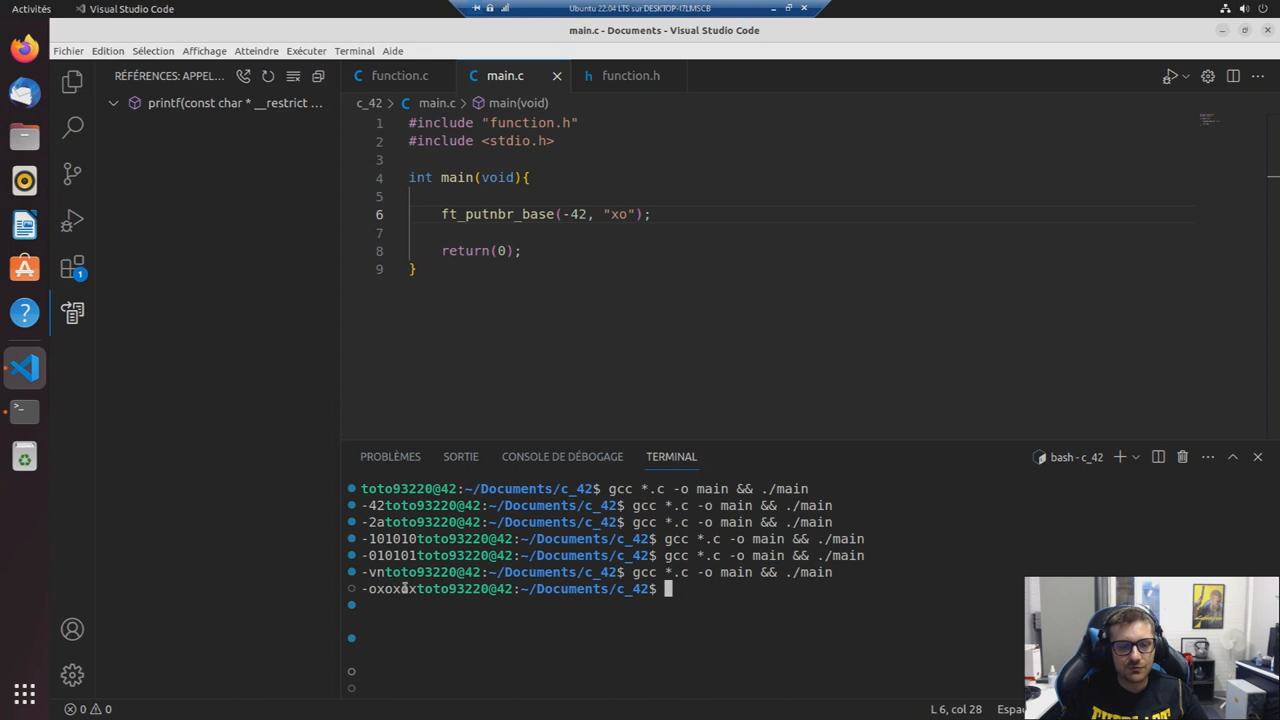 Activités
Visual Studio Code
Ubuntu 22.04 LTS sur DESKTOP-I7LMSCB
main.c - Documents - Visual Studio Code
Fichier Edition Sélection Affichage Atteindre Exécuter Terminal Aide
RÉFÉRENCES: APPEL...
function.c
main.c
function.h
printf(const char * __restrict ...
c_42 > main.c > main(void)
1 #include "function.h"
2 #include <stdio.h>
3
4 int main(void){
5
6 ft_putnbr_base(-42, "xo");
7
8 return(0);
9 }
1
PROBLÈMES SORTIE CONSOLE DE DÉBOGAGE TERMINAL
bash - c_42
toto93220@42:~/Documents/c_42$ gcc *.c -o main && ./main
-42toto93220@42:~/Documents/c_42$ gcc *.c -o main && ./main
-2atoto93220@42:~/Documents/c_42$ gcc *.c -o main && ./main
-101010toto93220@42:~/Documents/c_42$ gcc *.c -o main && ./main
-010101toto93220@42:~/Documents/c_42$ gcc *.c -o main && ./main
-vntoto93220@42:~/Documents/c_42$ gcc *.c -o main && ./main
-oxoxoxtoto93220@42:~/Documents/c_42$
0 0
L 6, col 28